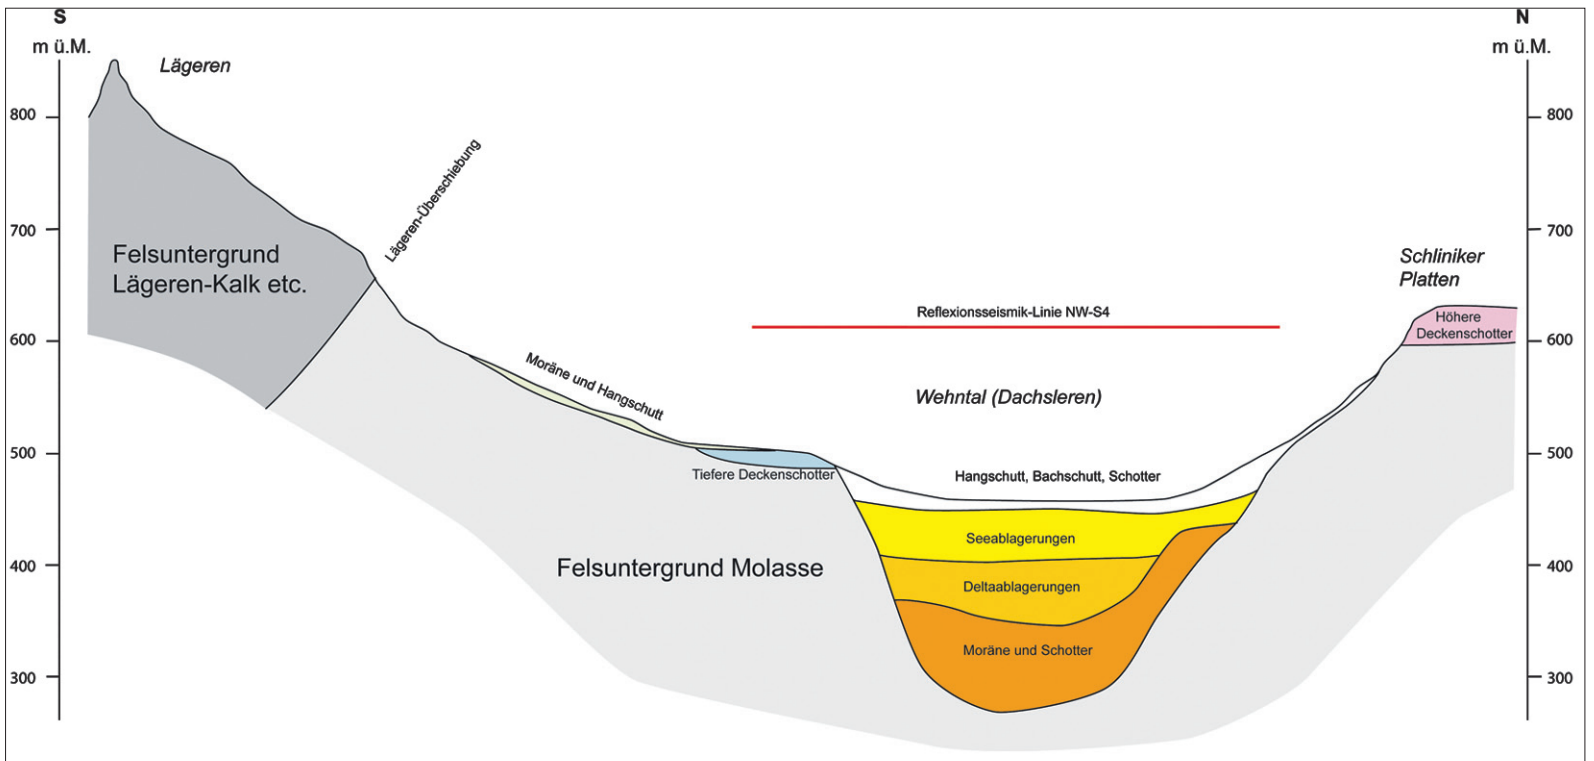 S
N
m ü.M.
m ü.M.
Lägeren
800
800
Lägeren-Überschiebung
700
700
Felsuntergrund
Lägeren-Kalk etc.
Schliniker
Platten
Reflexionsseismik-Linie NW-S4
Höhere
Deckenschotter
600
600
Moräne und Hangschutt
Wehntal (Dachsleren)
500
500
Tiefere Deckenschotter
Hangschutt, Bachschutt, Schotter
Seeablagerungen
Felsuntergrund Molasse
400
400
Deltaablagerungen
Moräne und Schotter
300
300